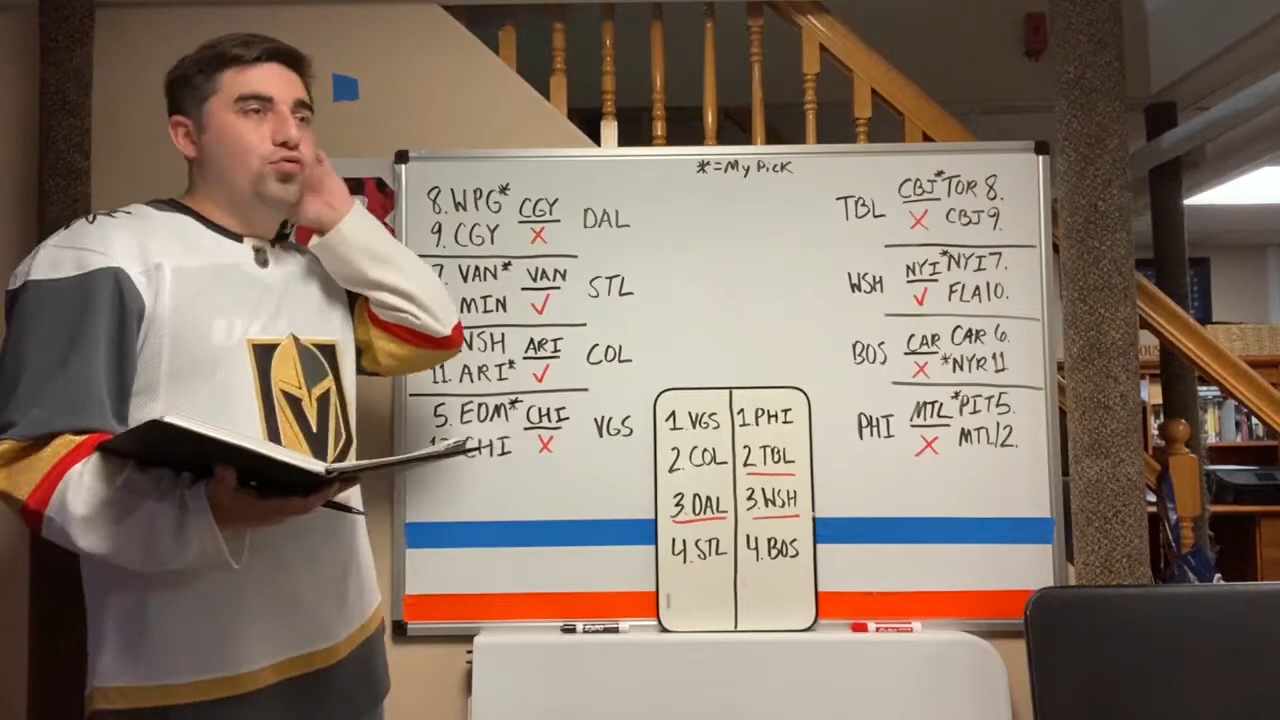 *=My Pick
8. WPG* CGY DAL
9. CGY X
7. VAN* VAN STL
MIN ✓
NSH ARI COL
11. ARI* ✓
5. EDM* CHI VGS
CHI X
TBL CBJ *TOR 8.
X CBJ 9.
WSH NYI *NYI 7.
✓ FLA 10.
BOS CAR CAR 6.
X *NYR 11
PHI MTL *PIT 5.
X MTL 12.
1. VGS 1. PHI
2. COL 2. TBL
3. DAL 3. WSH
4. STL 4. BOS